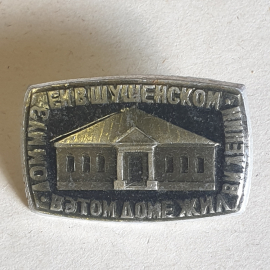 ДОМ МУЗЕЙ В ШУШЕНСКОМ
В ЭТОМ ДОМЕ ЖИЛ В.И. ЛЕНИН